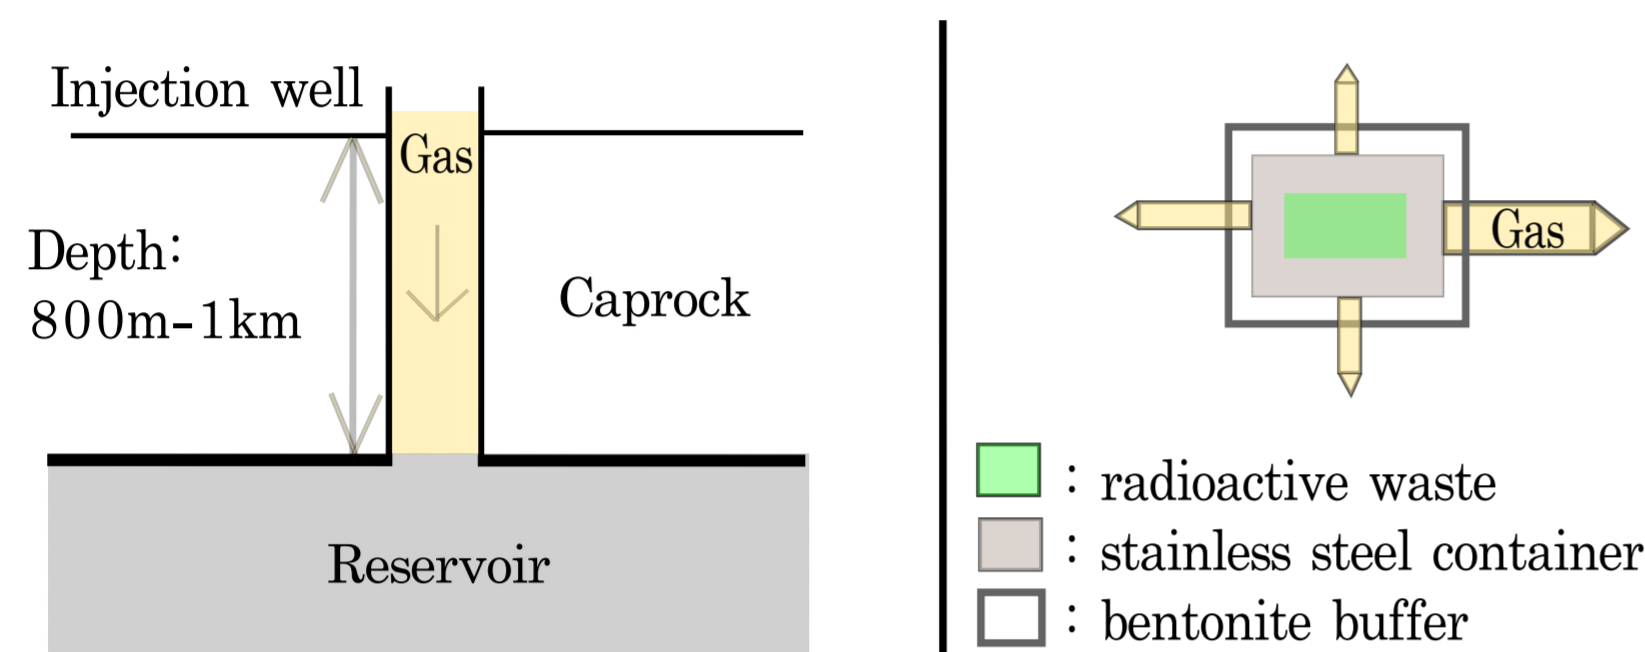 Injection well
Gas
Depth:
800m-1km
Caprock
Reservoir
Gas
: radioactive waste
: stainless steel container
: bentonite buffer